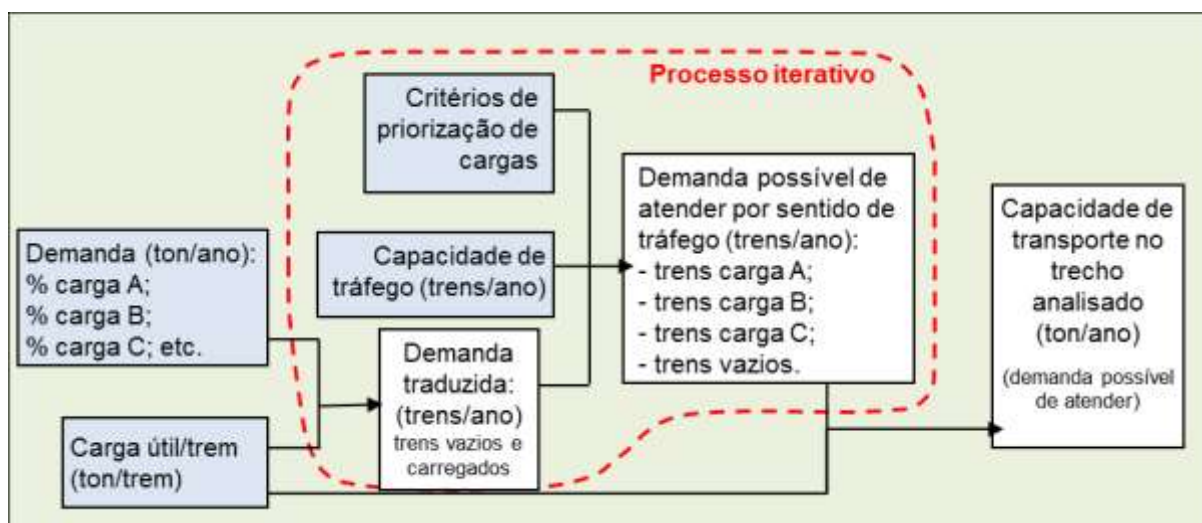 Processo iterativo
Critérios de
priorização de
cargas
Demanda (ton/ano):
% carga A;
% carga B;
% carga C; etc.
Capacidade de
tráfego (trens/ano)
Demanda
traduzida:
(trens/ano)
trens vazios e
carregados
Carga útil/trem
(ton/trem)
Demanda possível de
atender por sentido de
tráfego (trens/ano):
- trens carga A;
- trens carga B;
- trens carga C;
- trens vazios.
Capacidade de
transporte no
trecho
analisado
(ton/ano)
(demanda possível
de atender)